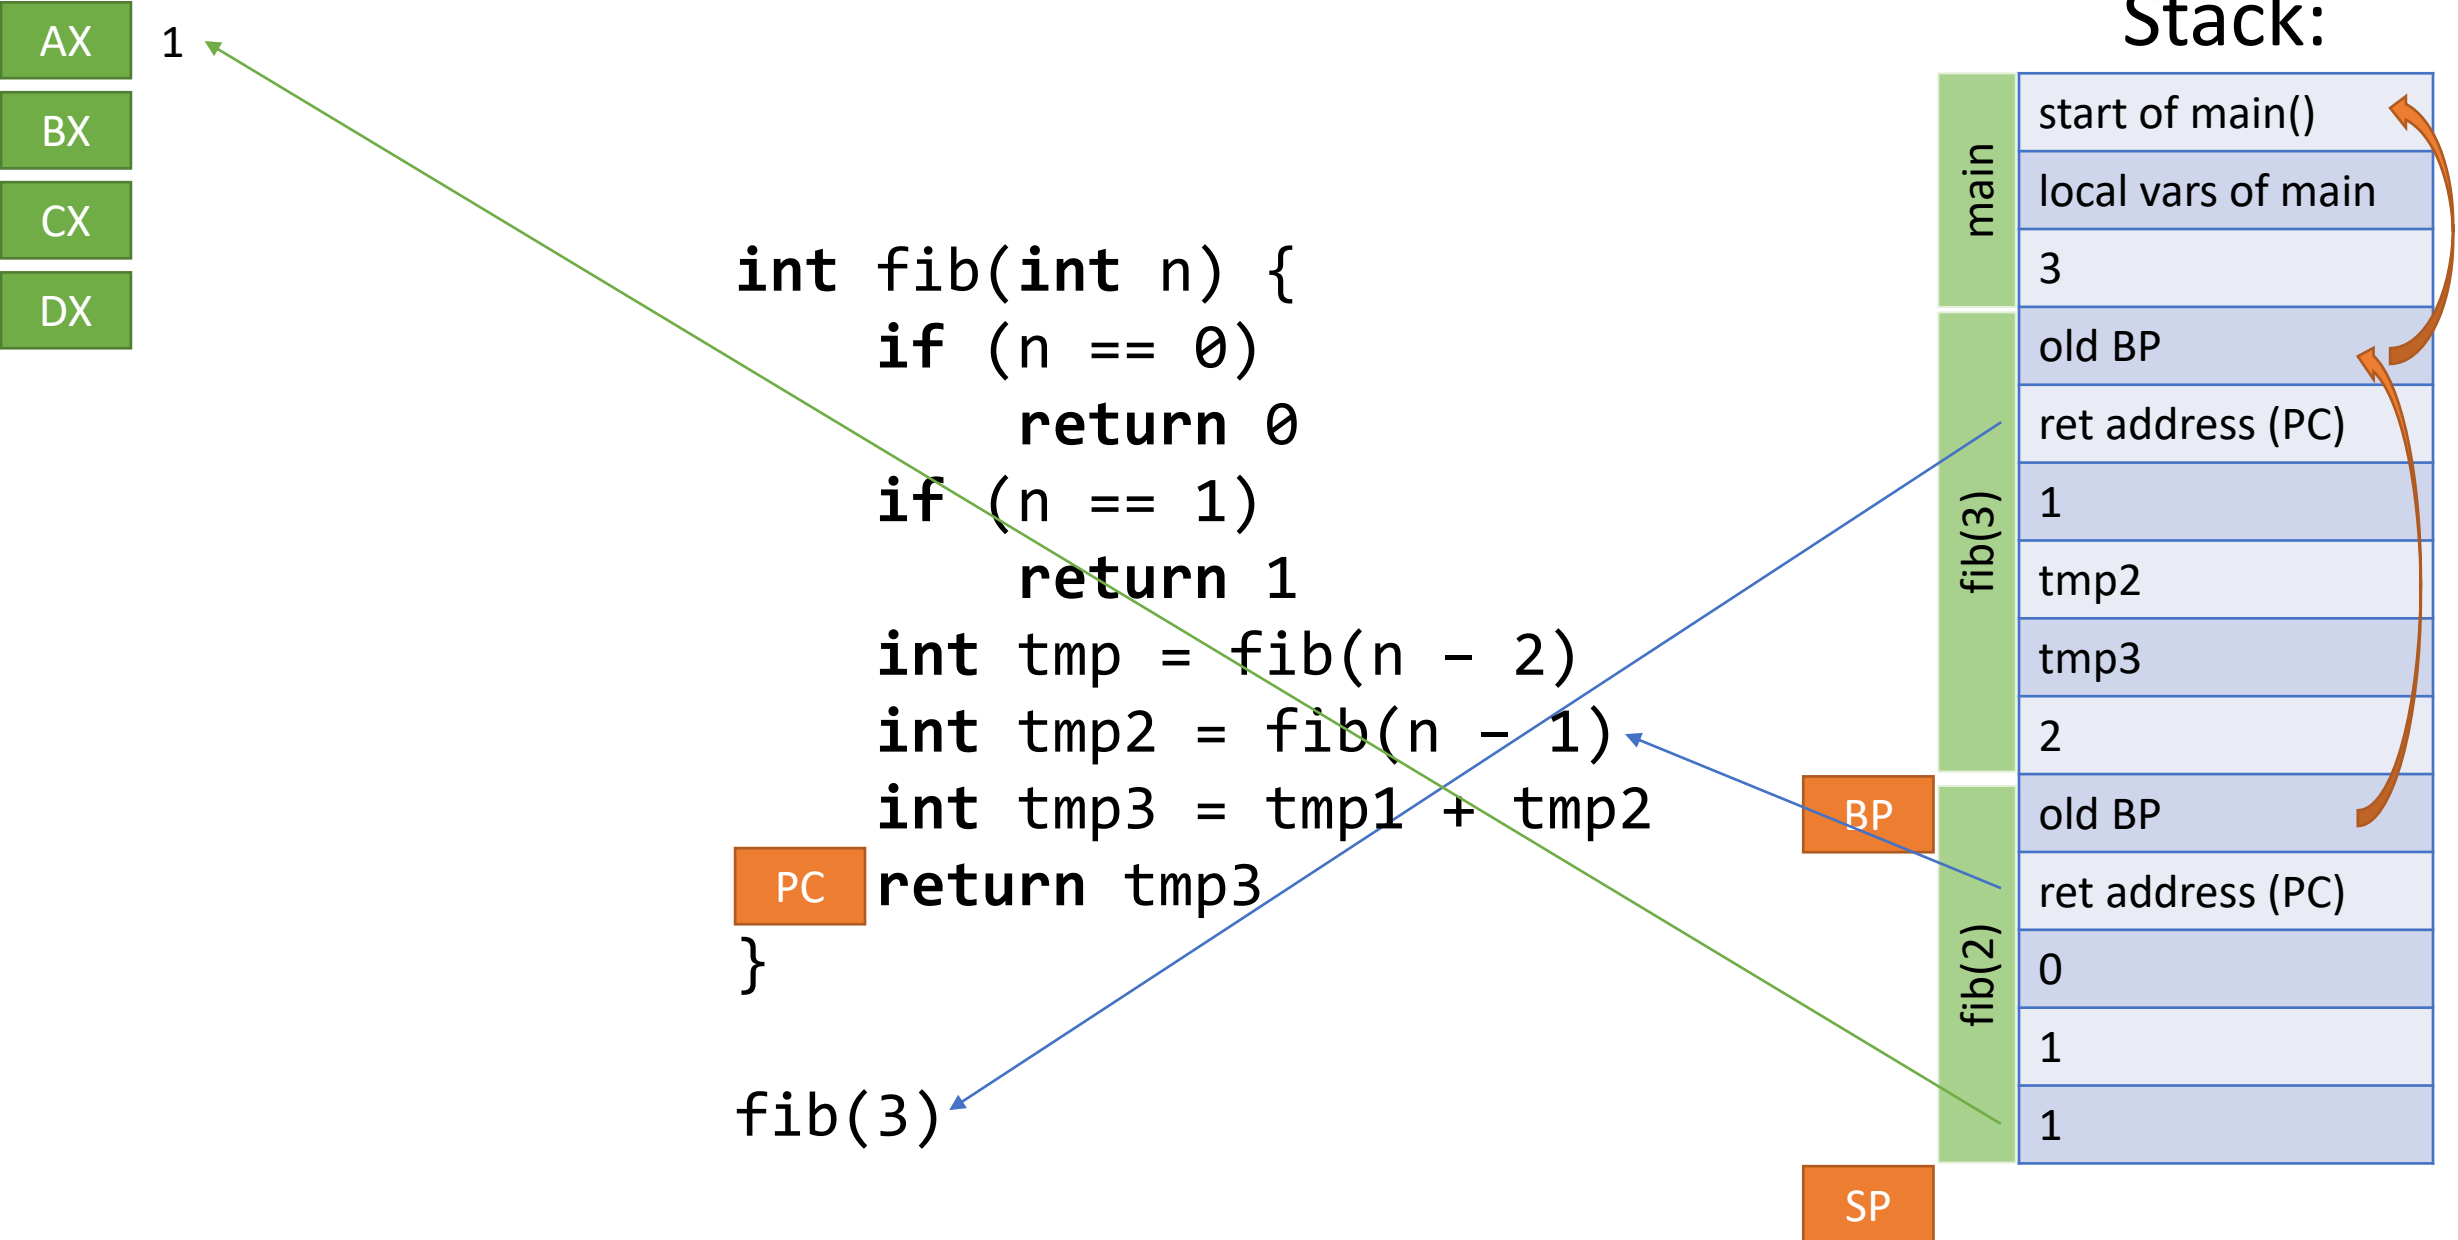 AX 1
BX
CX
DX
int fib(int n) {
    if (n == 0)
        return 0
    if (n == 1)
        return 1
    int tmp = fib(n – 2)
    int tmp2 = fib(n – 1)
    int tmp3 = tmp1 + tmp2
PC return tmp3
}
fib(3)
Stack:
main
start of main()
local vars of main
3
fib(3)
old BP
ret address (PC)
1
tmp2
tmp3
2
BP
fib(2)
old BP
ret address (PC)
0
1
1
SP